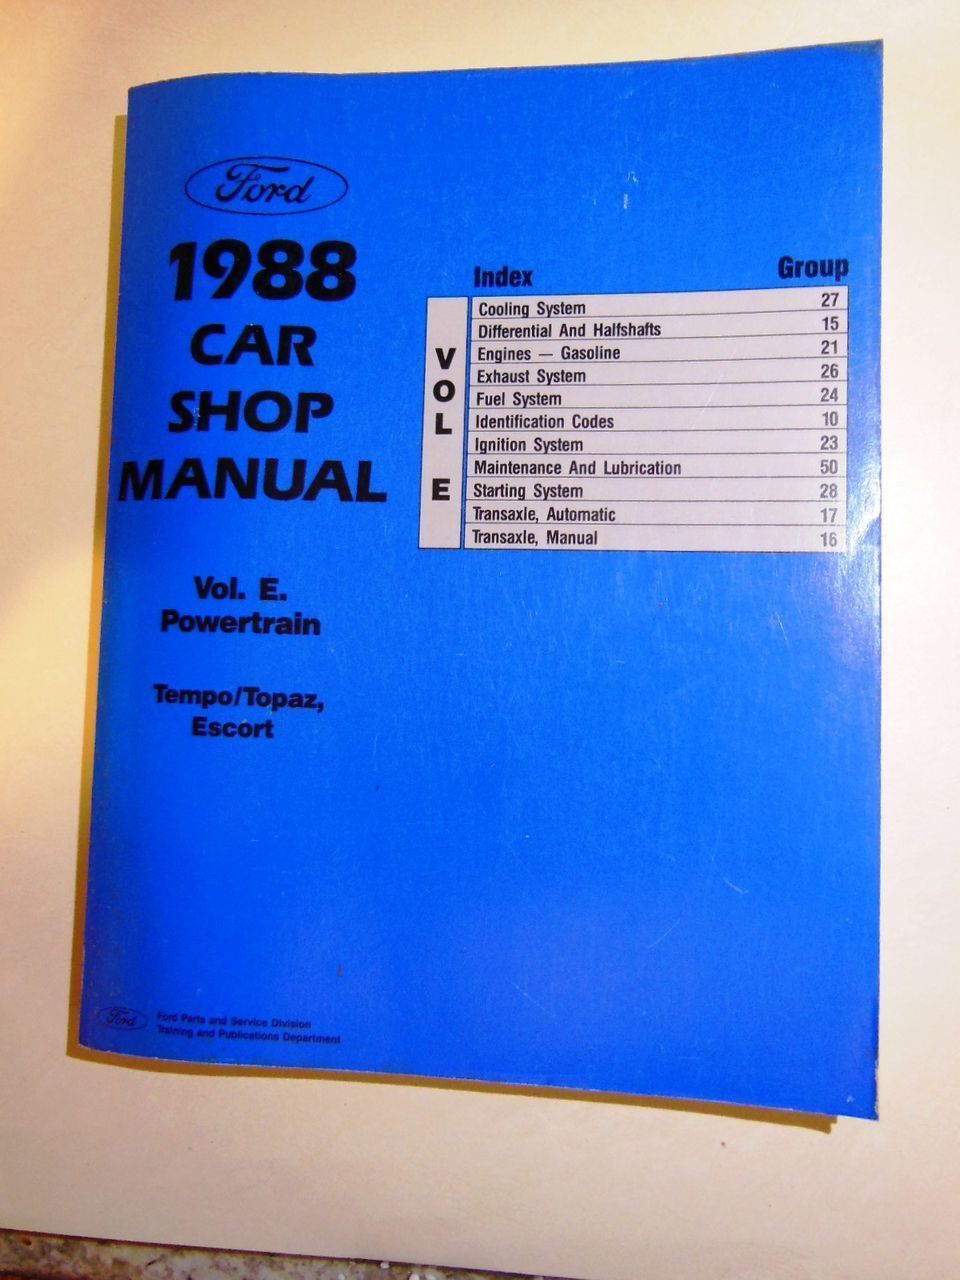 Ford
1988
CAR
SHOP
MANUAL
Vol. E.
Powertrain
Tempo/Topaz,
Escort
Index Group
VOL E
Cooling System 27
Differential And Halfshafts 15
Engines — Gasoline 21
Exhaust System 26
Fuel System 24
Identification Codes 10
Ignition System 23
Maintenance And Lubrication 50
Starting System 28
Transaxle, Automatic 17
Transaxle, Manual 16
Ford
Ford Parts and Service Division
Training and Publications Department